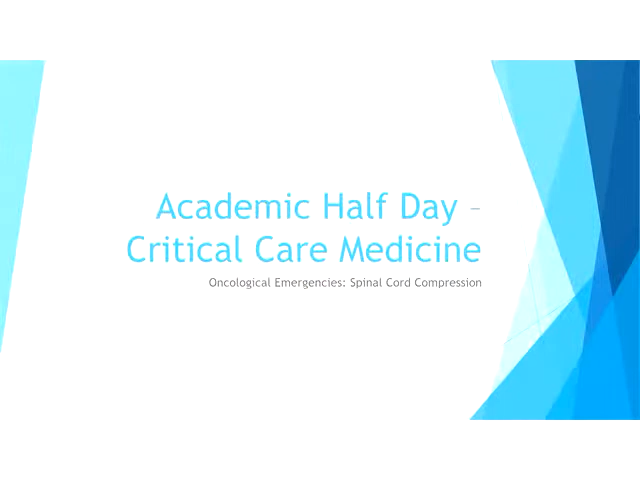 Academic Half Day –
Critical Care Medicine
Oncological Emergencies: Spinal Cord Compression